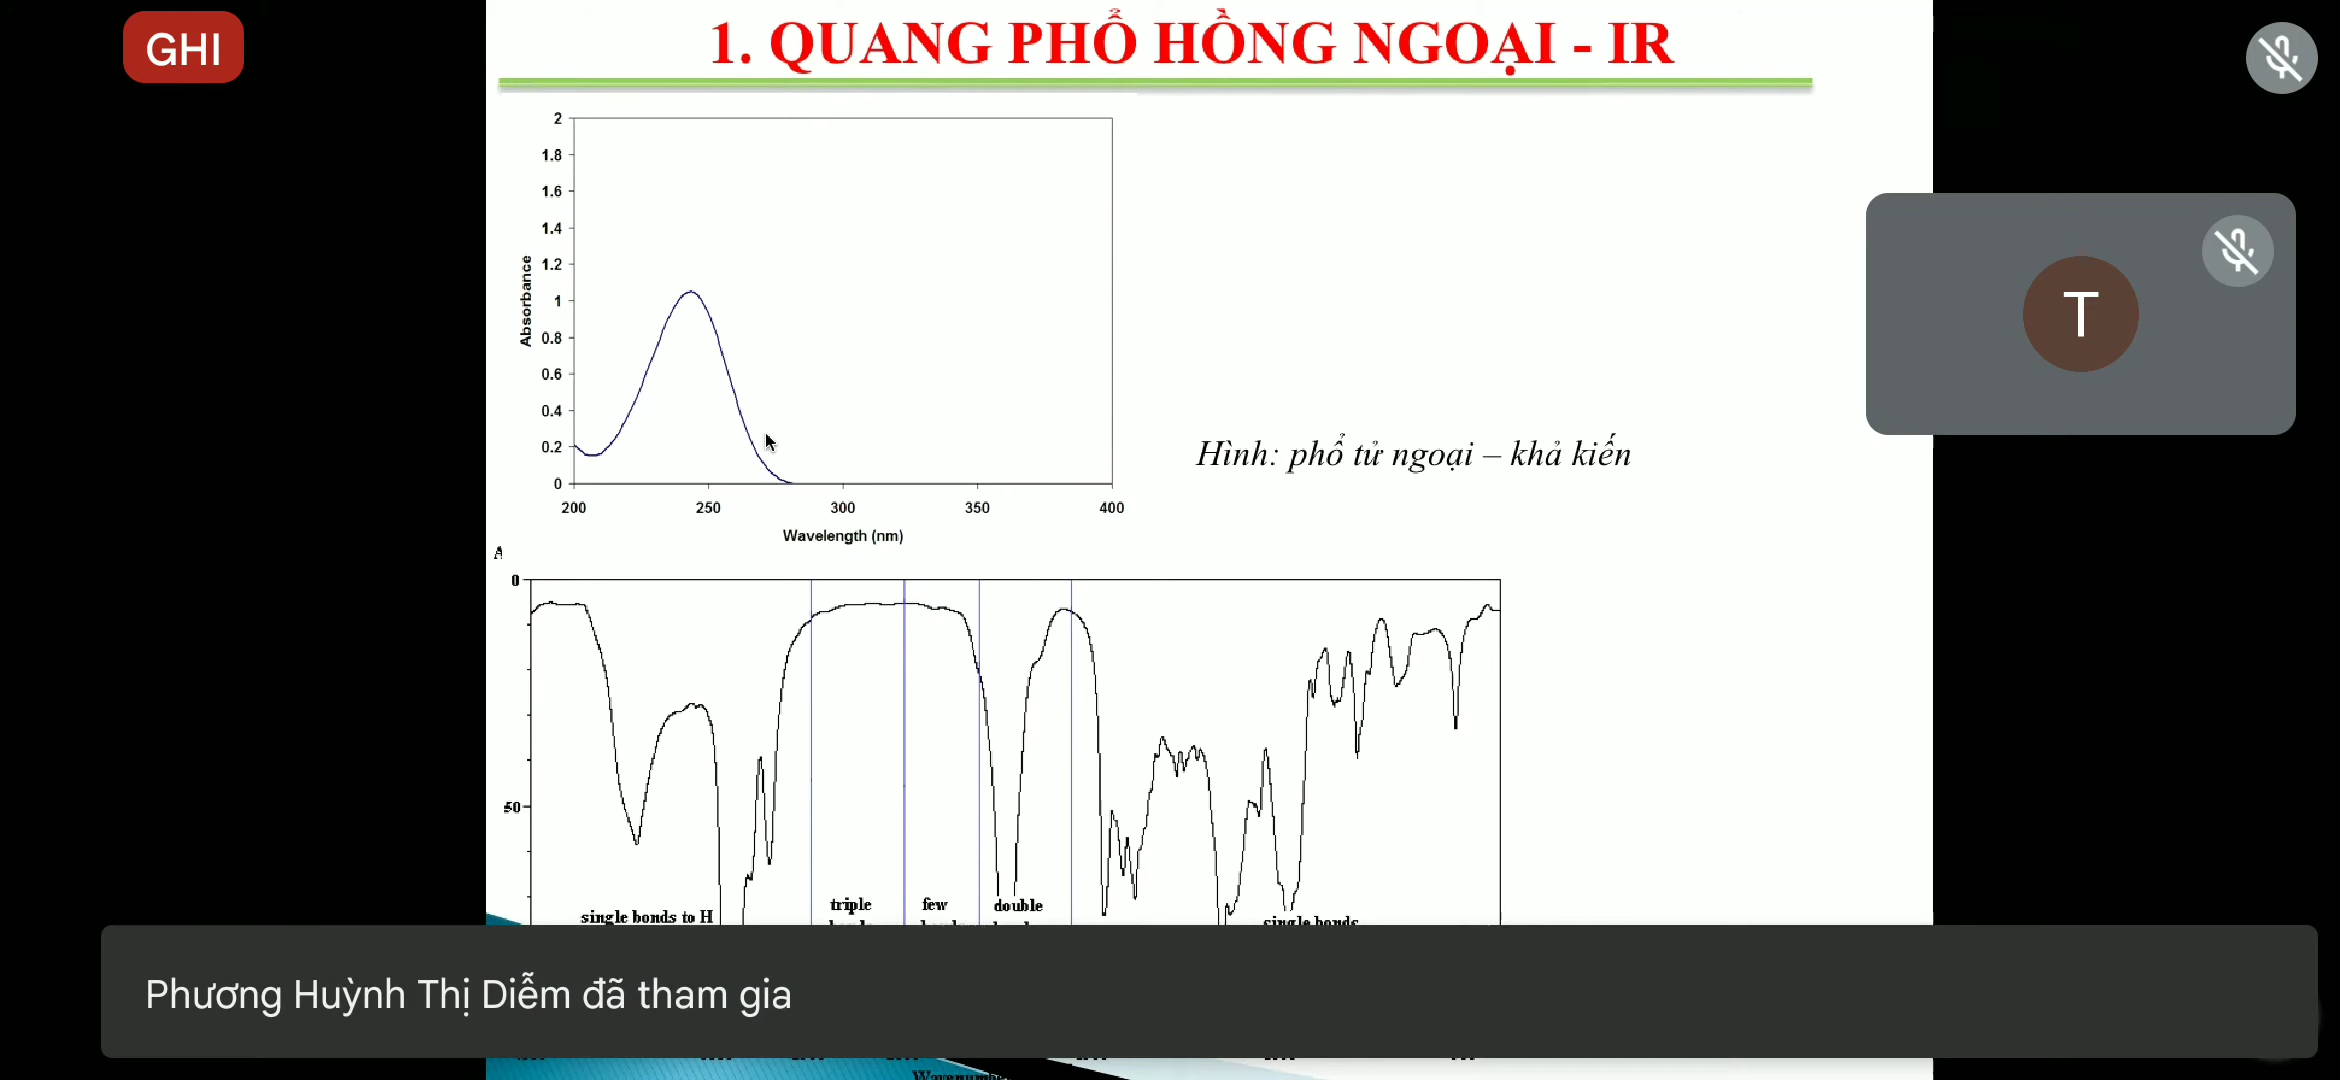 GHI
1. QUANG PHỔ HỒNG NGOẠI - IR
2
1.8
1.6
1.4
1.2
1
0.8
0.6
0.4
0.2
0
Absorbance
200 250 300 350 400
Wavelength (nm)
Hình: phổ tử ngoại – khả kiến
T
0
50
single bonds to H
triple
few
double
single bonds
Phương Huỳnh Thị Diễm đã tham gia